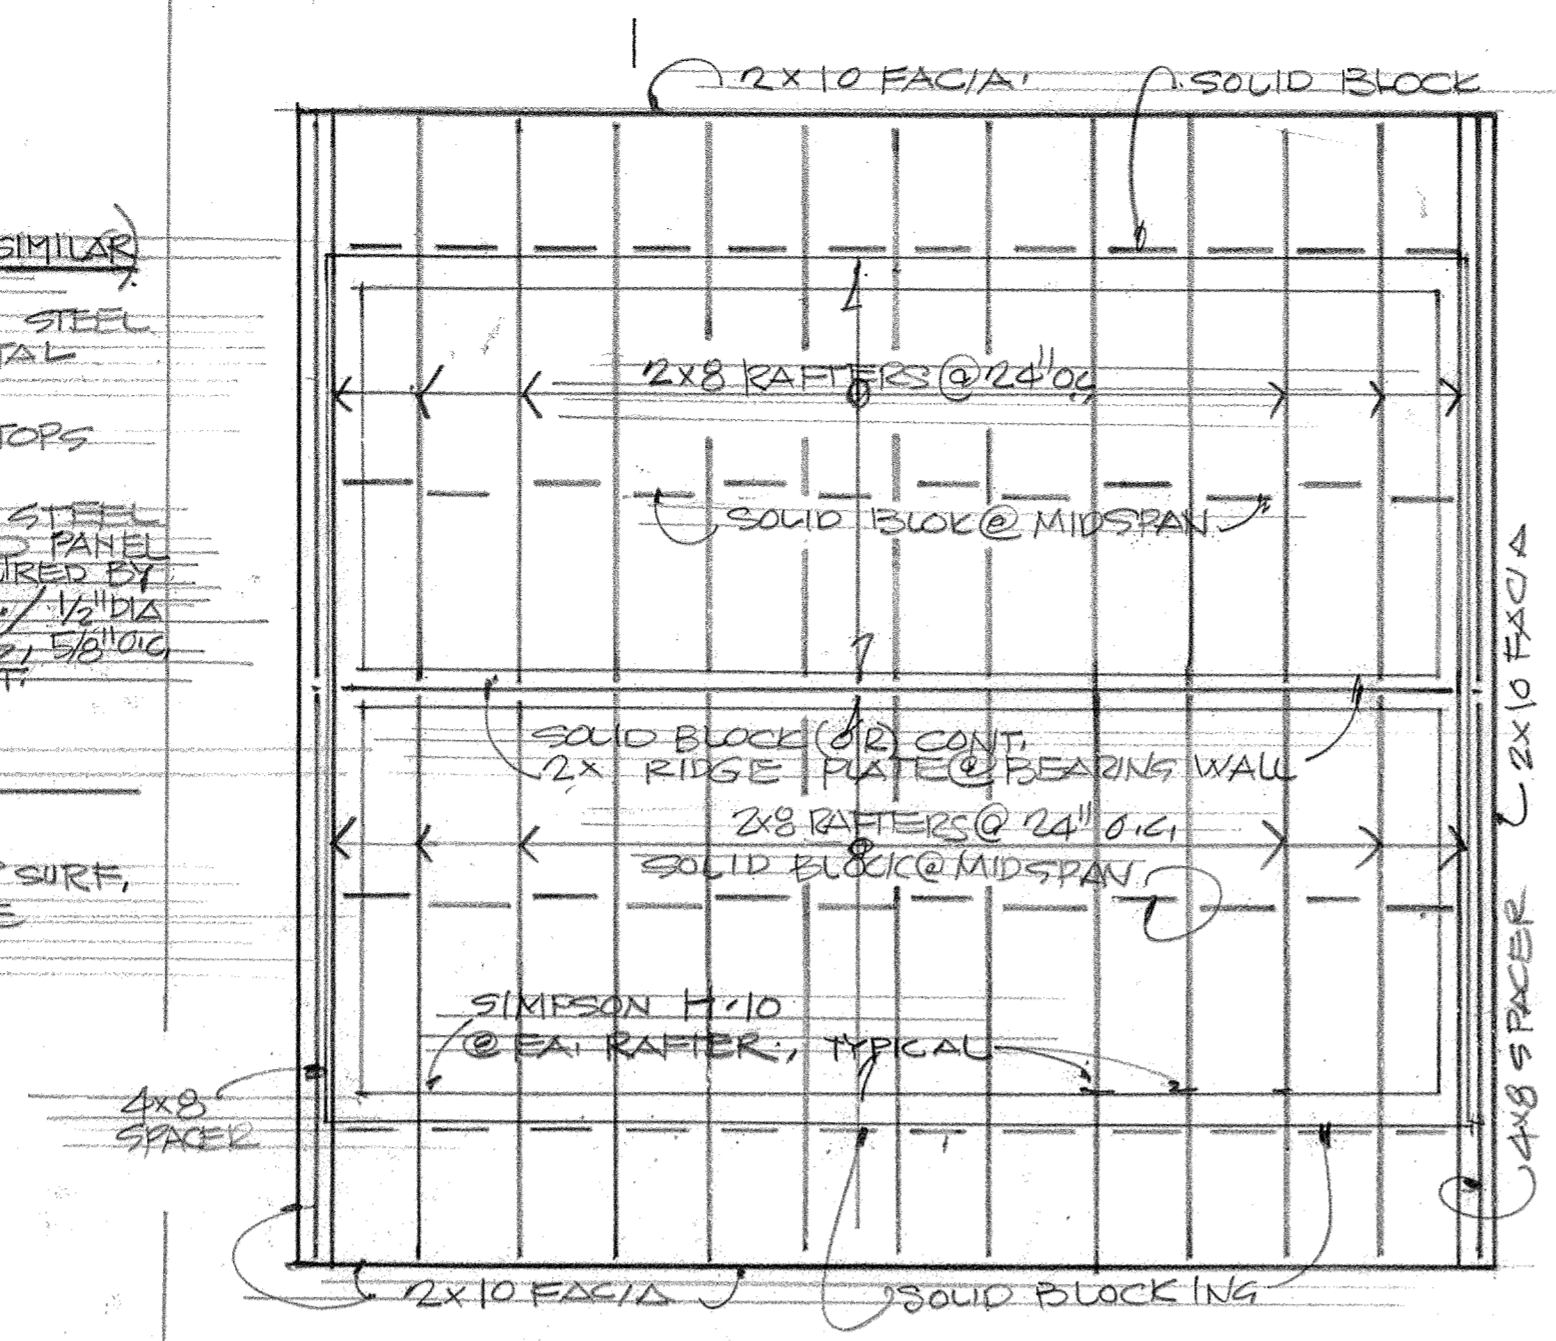 2x10 FACIA.
SOLID BLOCK
SIMILAR)
STEEL
TAL
TOPS
STEEL
PANEL
IRED BY
1/2" DIA
5/8" O.C
T.
SURF,
E
2x8 RAFTERS @ 24" O.C,
SOLID BLOK @ MIDSPAN
SOLID BLOCK (OR) CONT.
2x RIDGE PLATE @ BEARING WALL
2x8 RAFTERS @ 24" O.C.
SOLID BLOCK @ MIDSPAN
SIMPSON H-10
@ EA. RAFTER., TYPICAL
4x8
SPACER
2x10 FACIA
4x8 SPACER
2x10 FACIA
SOLID BLOCKING